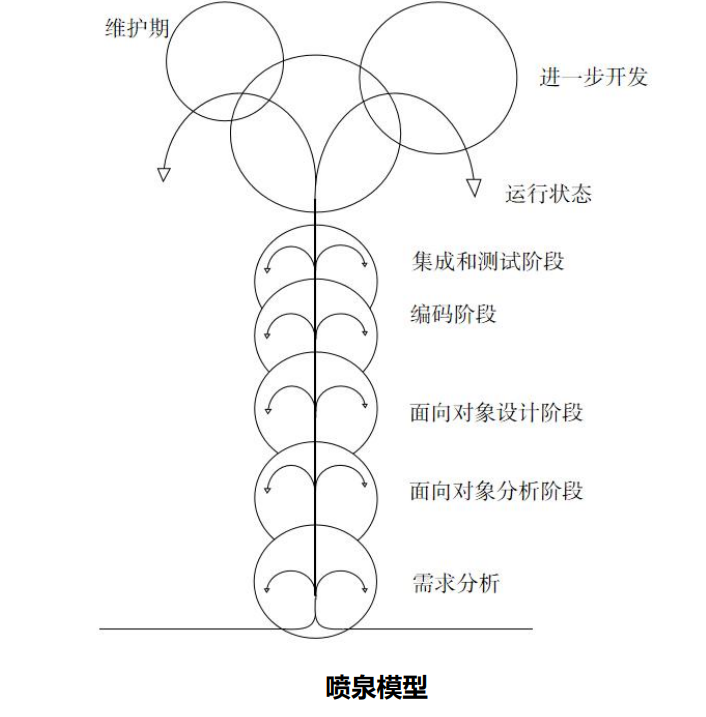 维护期
进一步开发
运行状态
集成和测试阶段
编码阶段
面向对象设计阶段
面向对象分析阶段
需求分析
喷泉模型